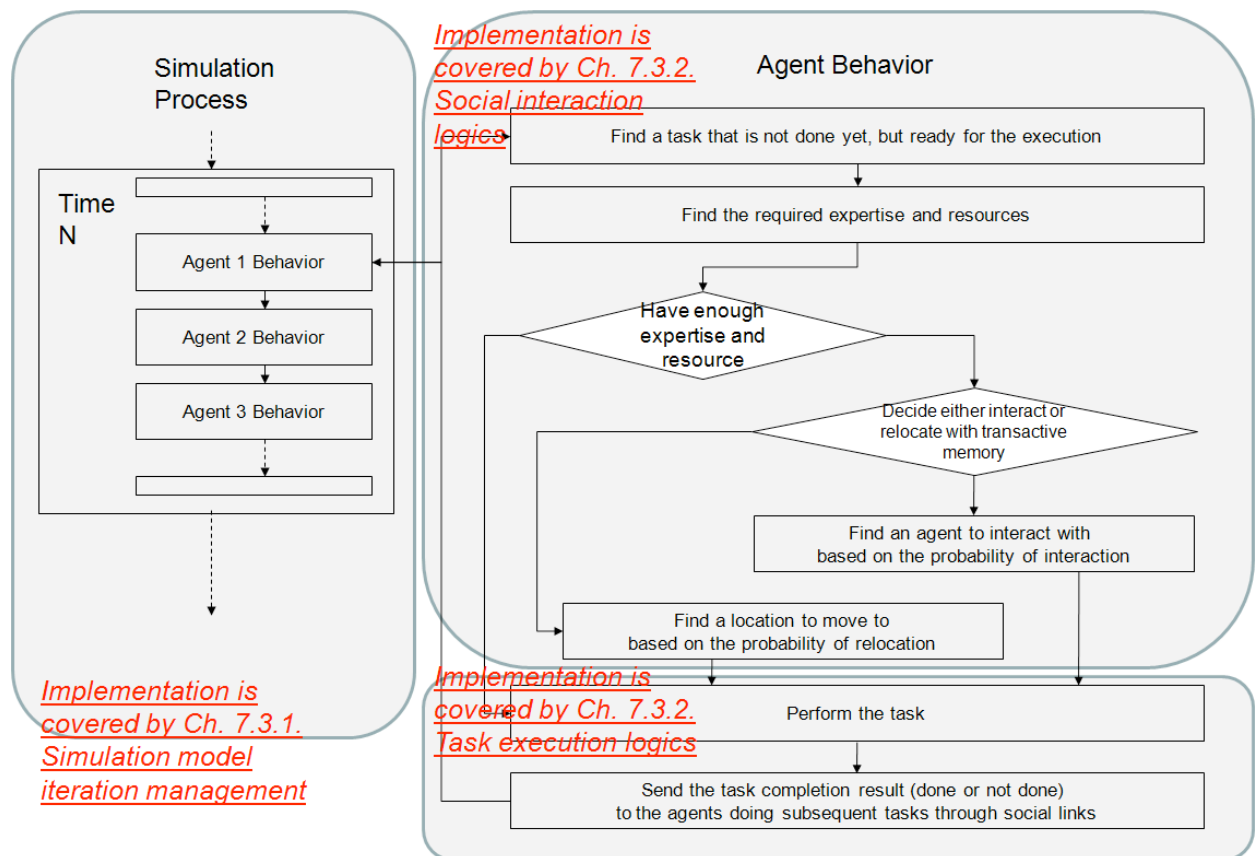 Simulation
Process
Time
N
Agent 1 Behavior
Agent 2 Behavior
Agent 3 Behavior
Implementation is
covered by Ch. 7.3.1.
Simulation model
iteration management
Implementation is
covered by Ch. 7.3.2.
Social interaction
logics
Agent Behavior
Find a task that is not done yet, but ready for the execution
Find the required expertise and resources
Have enough
expertise and
resource
Decide either interact or
relocate with transactive
memory
Find an agent to interact with
based on the probability of interaction
Find a location to move to
based on the probability of relocation
Implementation is
covered by Ch. 7.3.2.
Task execution logics
Perform the task
Send the task completion result (done or not done)
to the agents doing subsequent tasks through social links